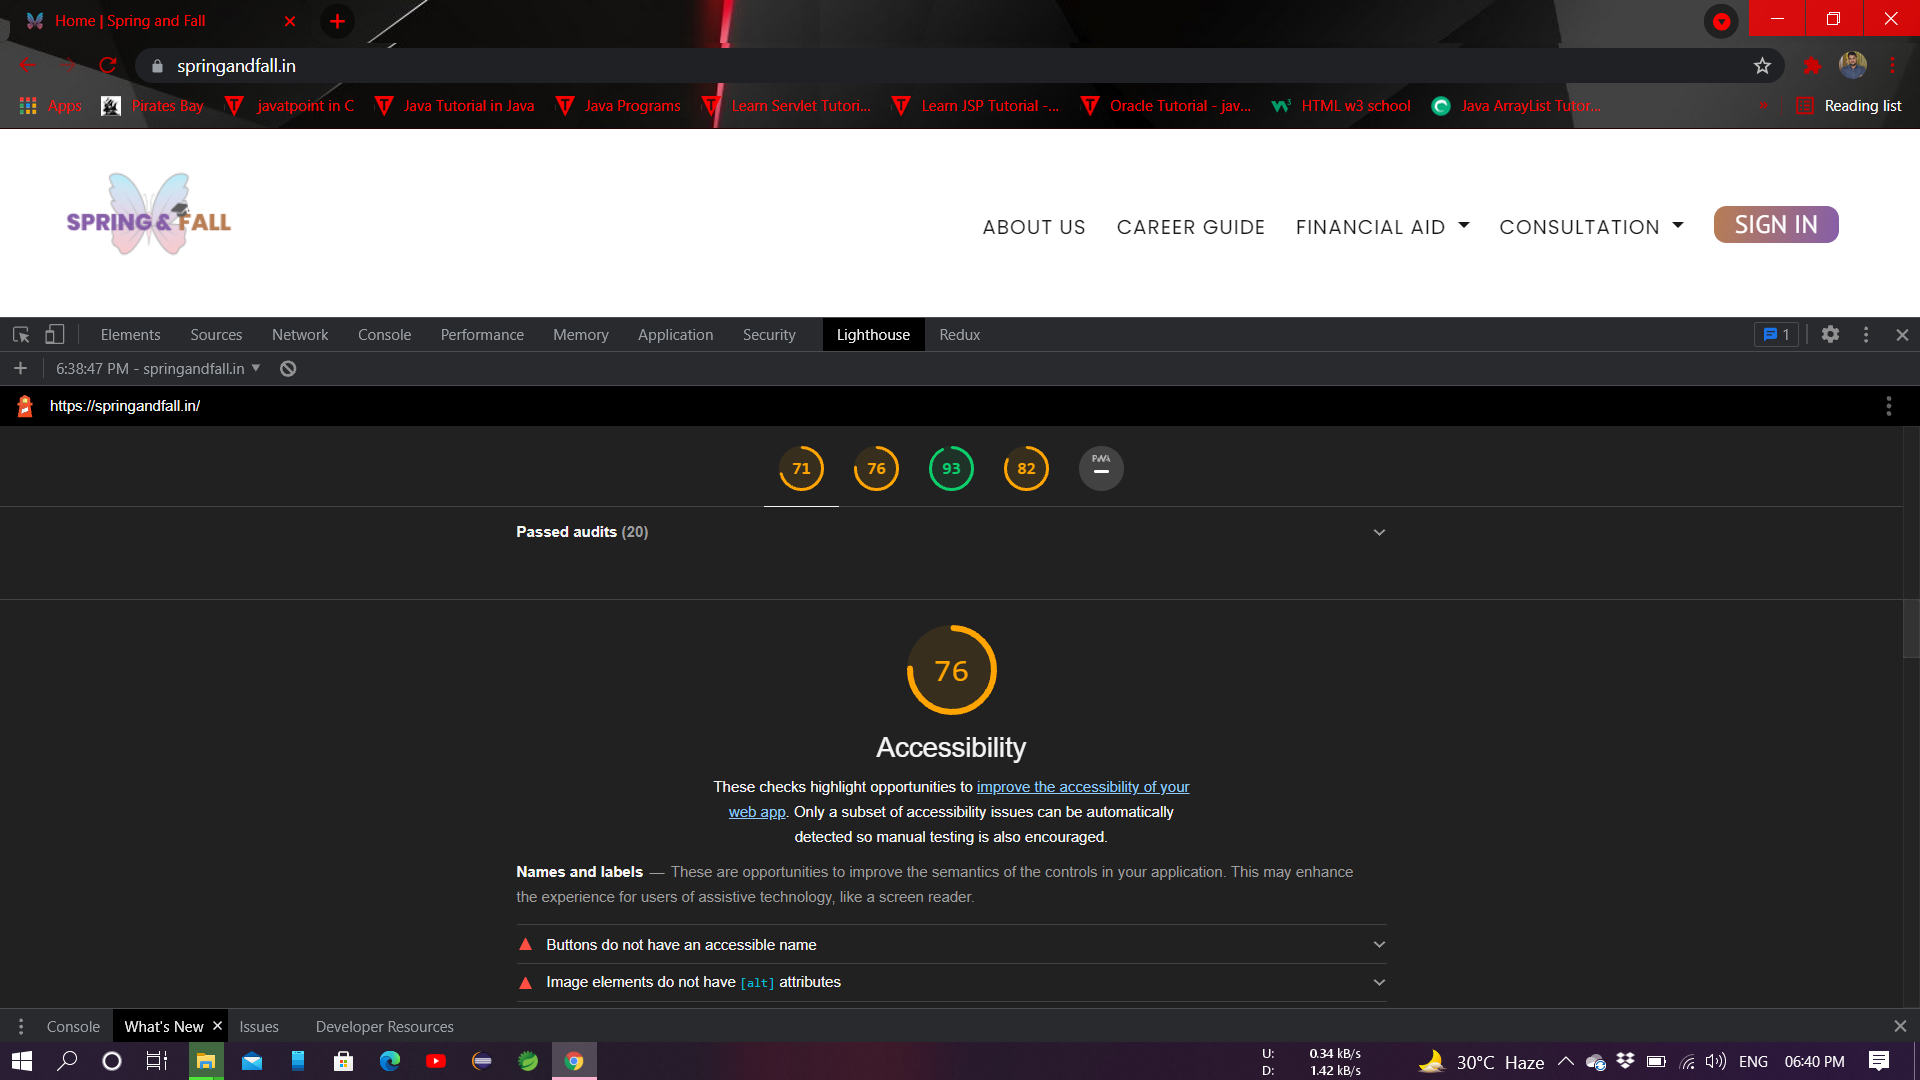 Home | Spring and Fall
springandfall.in
Apps
Pirates Bay
javatpoint in C
Java Tutorial in Java
Java Programs
Learn Servlet Tutori...
Learn JSP Tutorial -...
Oracle Tutorial - jav...
HTML w3 school
Java ArrayList Tutor...
»
Reading list
SPRING & FALL
ABOUT US
CAREER GUIDE
FINANCIAL AID
CONSULTATION
SIGN IN
Elements
Sources
Network
Console
Performance
Memory
Application
Security
Lighthouse
Redux
1
6:38:47 PM - springandfall.in
https://springandfall.in/
71
76
93
82
PWA
Passed audits (20)
76
Accessibility
These checks highlight opportunities to improve the accessibility of your
web app. Only a subset of accessibility issues can be automatically
detected so manual testing is also encouraged.
Names and labels — These are opportunities to improve the semantics of the controls in your application. This may enhance
the experience for users of assistive technology, like a screen reader.
Buttons do not have an accessible name
Image elements do not have [alt] attributes
Console
What's New
Issues
Developer Resources
U: 0.34 kB/s
D: 1.42 kB/s
30°C Haze
ENG
06:40 PM